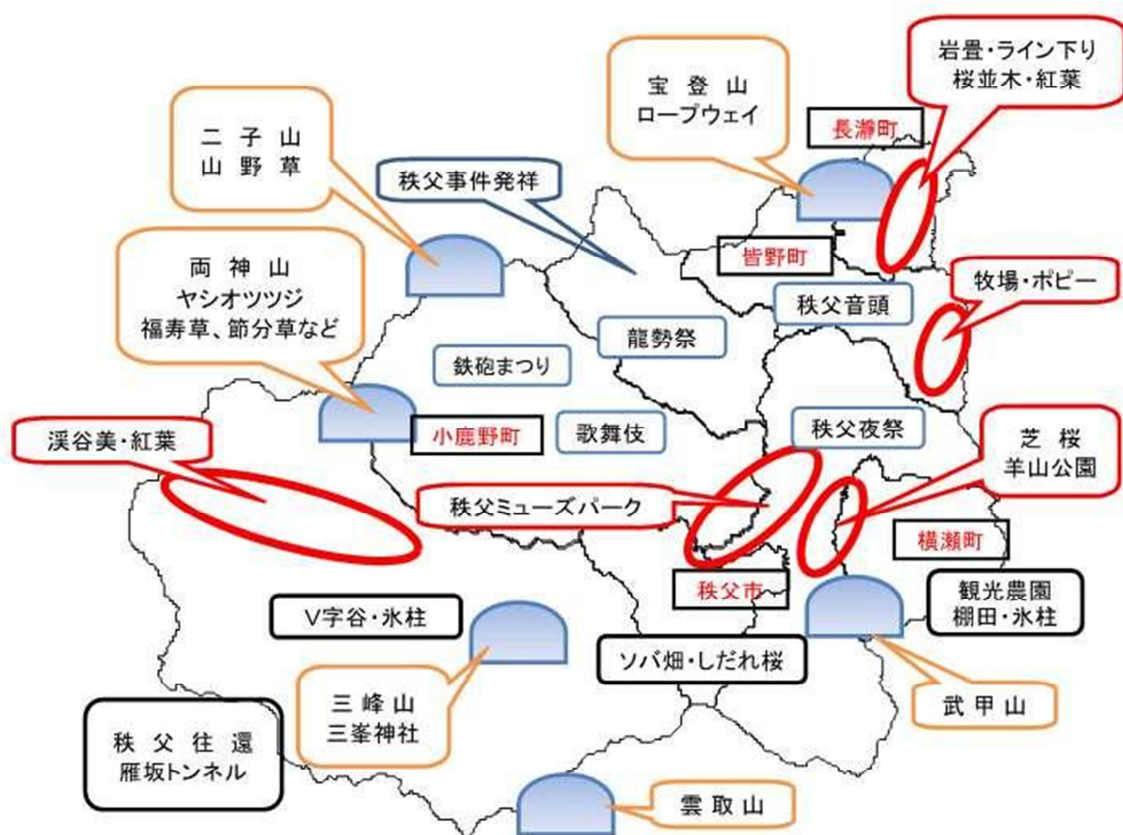 岩畳・ライン下り
桜並木・紅葉
宝登山
ロープウェイ
長瀞町
二子山
山野草
秩父事件発祥
皆野町
両神山
ヤシオツツジ
福寿草、節分草など
牧場・ポピー
秩父音頭
龍勢祭
鉄砲まつり
渓谷美・紅葉
小鹿野町
歌舞伎
秩父夜祭
芝桜
羊山公園
秩父ミューズパーク
横瀬町
秩父市
観光農園
棚田・氷柱
V字谷・氷柱
ソバ畑・しだれ桜
三峰山
三峯神社
武甲山
秩父往還
雁坂トンネル
雲取山